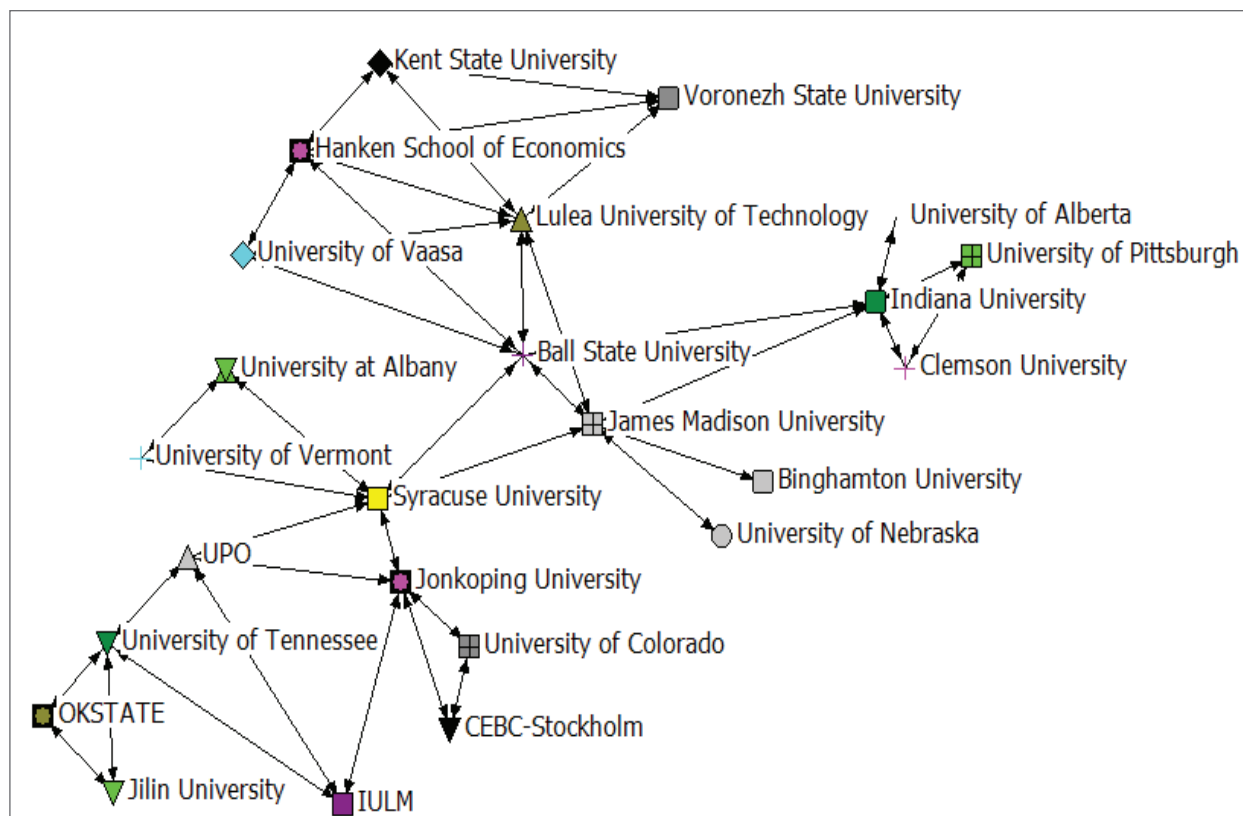 Kent State University
Voronezh State University
Hanken School of Economics
Lulea University of Technology
University of Alberta
University of Vaasa
University of Pittsburgh
Indiana University
Ball State University
University at Albany
Clemson University
James Madison University
University of Vermont
Binghamton University
Syracuse University
University of Nebraska
UPO
Jonkoping University
University of Tennessee
University of Colorado
OKSTATE
CEBC-Stockholm
Jilin University
IULM